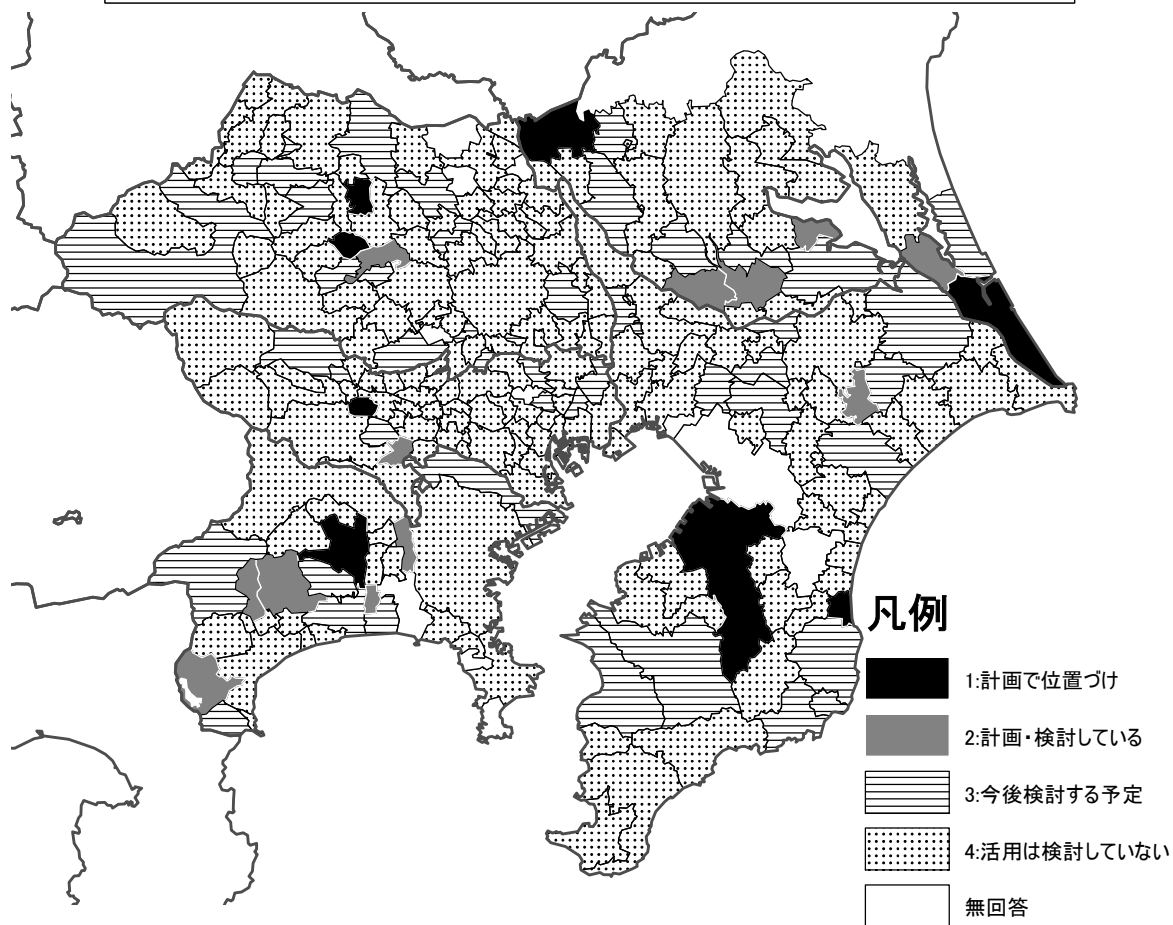 凡例
1:計画で位置づけ
2:計画・検討している
3:今後検討する予定
4:活用は検討していない
無回答